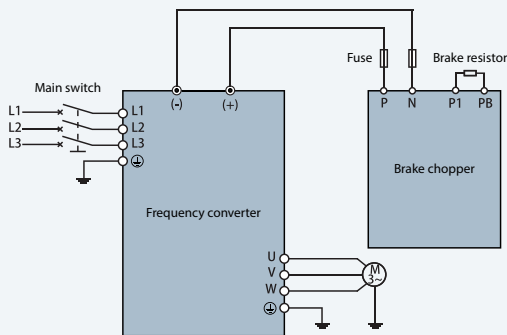 Fuse
Brake resistor
Main switch
(-)
(+)
P
N
P1
PB
L1
L1
L2
L2
L3
L3
Brake chopper
Frequency converter
U
V
W
M
3~